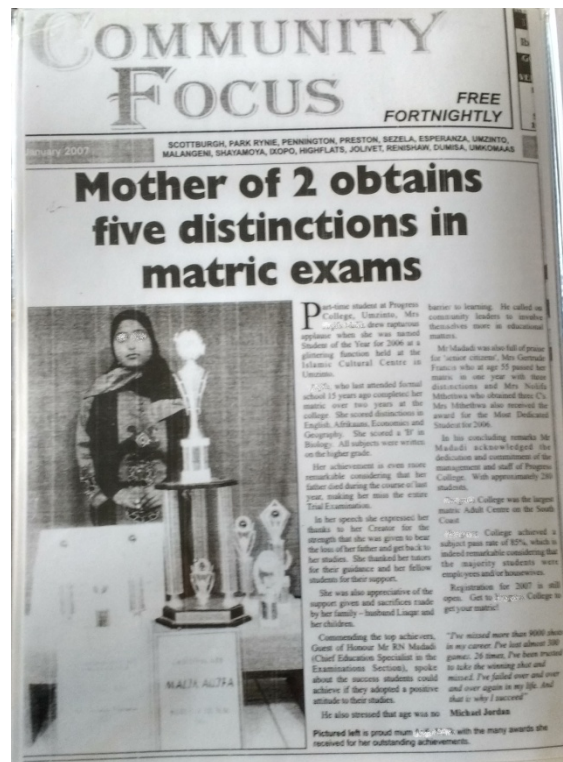 COMMUNITY
FOCUS
FREE
FORTNIGHTLY
January 2007
SCOTTBURGH, PARK RYNIE, PENNINGTON, PRESTON, SEZELA, ESPERANZA, UMZINTO,
MALANGENI, SHAYAMOYA, IXOPO, HIGHFLATS, JOLIVET, RENISHAW, DUMISA, UMKOMAAS
Mother of 2 obtains
five distinctions in
matric exams
Part-time student at Progress
College, Umzinto, Mrs
drew rapturous
applause when she was named
Student of the Year for 2006 at a
glittering function held at the
Islamic Cultural Centre in
Umzinto.
, who last attended formal
school 15 years ago completed her
matric over two years at the
college. She scored distinctions in
English, Afrikaans, Economics and
Geography. She scored a 'B' in
Biology. All subjects were written
on the higher grade.
Her achievement is even more
remarkable considering that her
father died during the course of last
year, making her miss the entire
Trial Examination.
In her speech she expressed her
thanks to her Creator for the
strength that she was given to bear
the loss of her father and get back to
her studies. She thanked her tutors
for their guidance and her fellow
students for their support.
She was also appreciative of the
support given and sacrifices made
by her family – husband Liaqat and
her children.
Commending the top achievers,
Guest of Honour Mr RN Madadi
(Chief Education Specialist in the
Examinations Section), spoke
about the success students could
achieve if they adopted a positive
attitude to their studies.
He also stressed that age was no
barrier to learning. He called on
community leaders to involve
themselves more in educational
matters.
Mr Madadi was also full of praise
for 'senior citizens', Mrs Gertrude
Francis who at age 55 passed her
matric in one year with three
distinctions and Mrs
Mthethwa who obtained three C's.
Mrs Mthethwa also received the
award for the Most Dedicated
Student for 2006.
In his concluding remarks Mr
Madadi acknowledged the
dedication and commitment of the
management and staff of Progress
College. With approximately 280
students,
College was the largest
matric Adult Centre on the South
Coast
College achieved a
subject pass rate of 85%, which is
indeed remarkable considering that
the majority students were
employees and/or housewives.
Registration for 2007 is still
open. Get to Progress College to
get your matric!
"I've missed more than 9000 shots
in my career. I've lost almost 300
games. 26 times, I've been trusted
to take the winning shot and
missed. I've failed over and over
and over again in my life. And
that is why I succeed"
Michael Jordan
Pictured left is proud mum with the many awards she
received for her outstanding achievements.